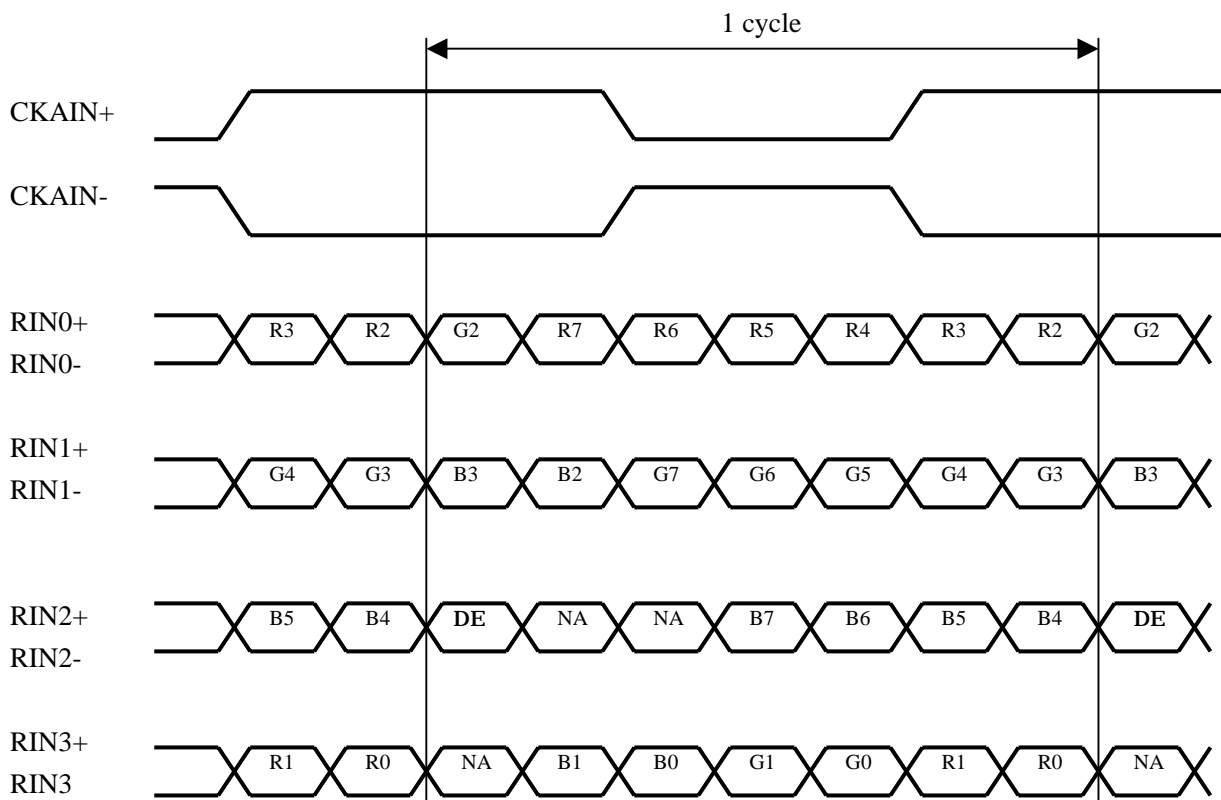 1 cycle
CKAIN+
CKAIN-
RIN0+
R3 R2 G2 R7 R6 R5 R4 R3 R2 G2
RIN0-
RIN1+
G4 G3 B3 B2 G7 G6 G5 G4 G3 B3
RIN1-
RIN2+
B5 B4 DE NA NA B7 B6 B5 B4 DE
RIN2-
RIN3+
R1 R0 NA B1 B0 G1 G0 R1 R0 NA
RIN3